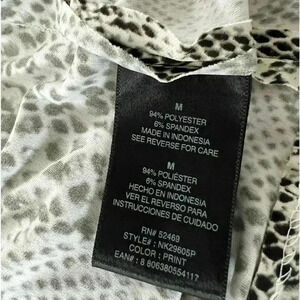 M
94% POLYESTER
6% SPANDEX
MADE IN INDONESIA
SEE REVERSE FOR CARE
M
94% POLIÉSTER
6% SPANDEX
HECHO EN INDONESIA
VER EL REVERSO PARA
INSTRUCCIONES DE CUIDADO
RN# 52469
STYLE# : NK29605P
COLOR : PRINT
EAN# : 8 806380554117